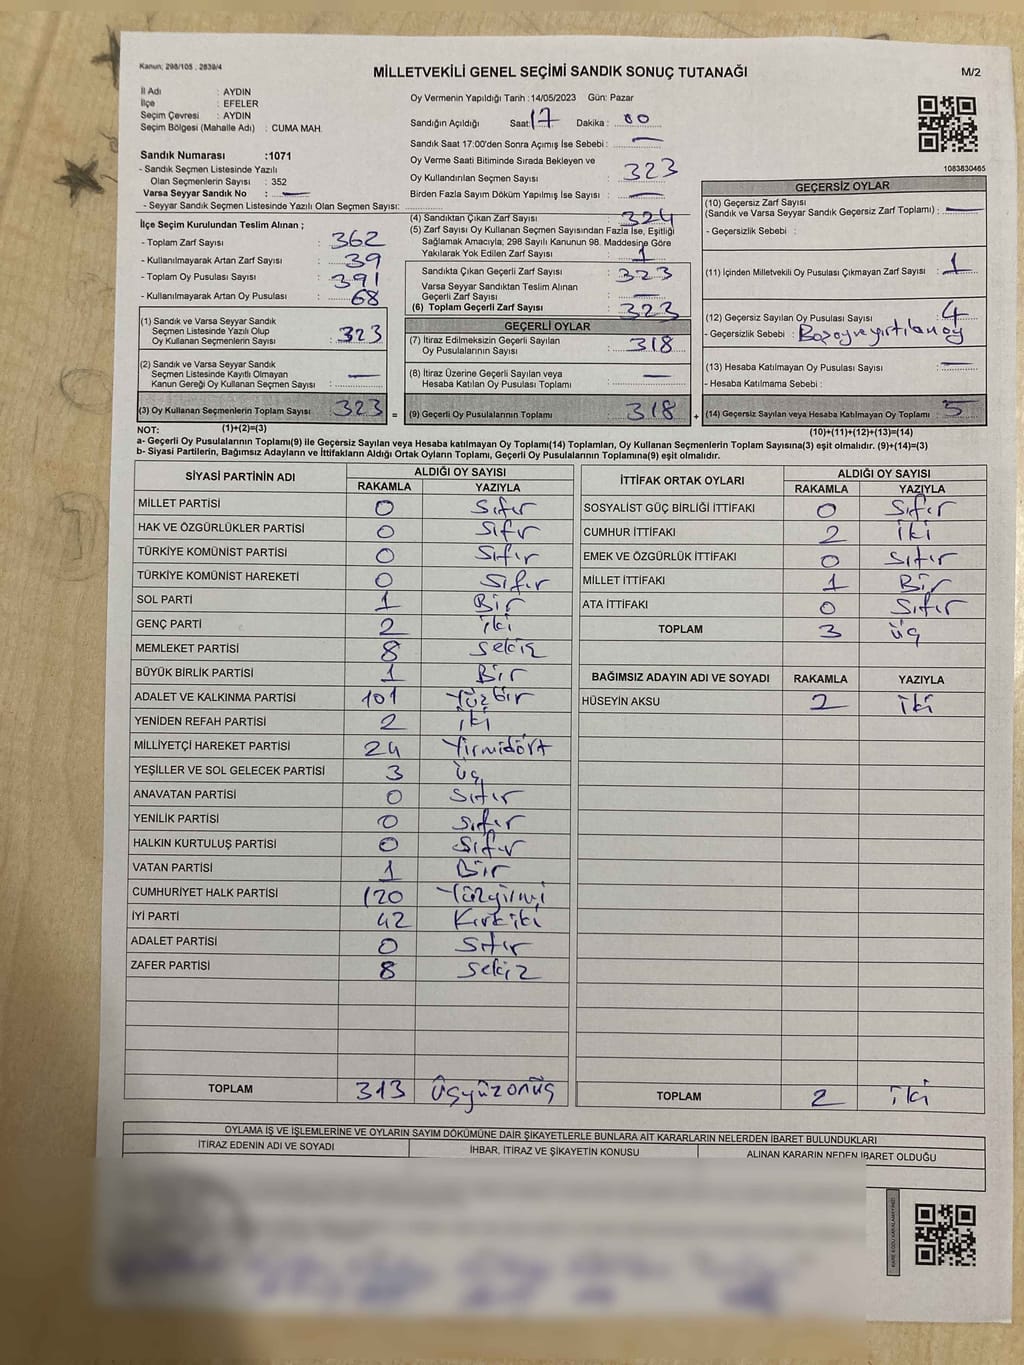 Kanun: 298/105 , 2839/4
MİLLETVEKİLİ GENEL SEÇİMİ SANDIK SONUÇ TUTANAĞI
M/2
İl Adı : AYDIN
İlçe : EFELER
Seçim Çevresi : AYDIN
Seçim Bölgesi (Mahalle Adı) : CUMA MAH.
Sandık Numarası :1071
- Sandık Seçmen Listesinde Yazılı
Olan Seçmenlerin Sayısı : 352
Varsa Seyyar Sandık No : —
- Seyyar Sandık Seçmen Listesinde Yazılı Olan Seçmen Sayısı:
Oy Vermenin Yapıldığı Tarih :14/05/2023 Gün: Pazar
Sandığın Açıldığı Saat: 17 Dakika : 00
Sandık Saat 17:00'den Sonra Açımış İse Sebebi : —
Oy Verme Saati Bitiminde Sırada Bekleyen ve
Oy Kullandırılan Seçmen Sayısı : 323
Birden Fazla Sayım Döküm Yapılmış İse Sayısı : —
1083830465
İlçe Seçim Kurulundan Teslim Alınan ;
- Toplam Zarf Sayısı : 362
- Kullanılmayarak Artan Zarf Sayısı : 39
- Toplam Oy Pusulası Sayısı : 391
- Kullanılmayarak Artan Oy Pusulası : 68
(1) Sandık ve Varsa Seyyar Sandık
Seçmen Listesinde Yazılı Olup
Oy Kullanan Seçmenlerin Sayısı : 323
(2) Sandık ve Varsa Seyyar Sandık
Seçmen Listesinde Kayıtlı Olmayan
Kanun Gereği Oy Kullanan Seçmen Sayısı : —
(3) Oy Kullanan Seçmenlerin Toplam Sayısı 323 =
(1)+(2)=(3)
(4) Sandıktan Çıkan Zarf Sayısı : 324
(5) Zarf Sayısı Oy Kullanan Seçmen Sayısından Fazla İse, Eşitliği
Sağlamak Amacıyla; 298 Sayılı Kanunun 98. Maddesine Göre
Yakılarak Yok Edilen Zarf Sayısı : 1
Sandıkta Çıkan Geçerli Zarf Sayısı : 323
Varsa Seyyar Sandıktan Teslim Alınan
Geçerli Zarf Sayısı : —
(6) Toplam Geçerli Zarf Sayısı : 323
GEÇERLİ OYLAR
(7) İtiraz Edilmeksizin Geçerli Sayılan
Oy Pusulalarının Sayısı : 318
(8) İtiraz Üzerine Geçerli Sayılan veya
Hesaba Katılan Oy Pusulası Toplamı : —
(9) Geçerli Oy Pusulalarının Toplamı : 318 +
GEÇERSİZ OYLAR
(10) Geçersiz Zarf Sayısı
(Sandık ve Varsa Seyyar Sandık Geçersiz Zarf Toplamı) : —
- Geçersizlik Sebebi :
(11) İçinden Milletvekili Oy Pusulası Çıkmayan Zarf Sayısı : 1
(12) Geçersiz Sayılan Oy Pusulası Sayısı : 4
- Geçersizlik Sebebi :
(13) Hesaba Katılmayan Oy Pusulası Sayısı : —
- Hesaba Katılmama Sebebi :
(14) Geçersiz Sayılan veya Hesaba Katılmayan Oy Toplamı : 5
(10)+(11)+(12)+(13)=(14)
NOT:
a- Geçerli Oy Pusulalarının Toplamı(9) ile Geçersiz Sayılan veya Hesaba katılmayan Oy Toplamı(14) Toplamları, Oy Kullanan Seçmenlerin Toplam Sayısına(3) eşit olmalıdır. (9)+(14)=(3)
b- Siyasi Partilerin, Bağımsız Adayların ve İttifakların Aldığı Ortak Oyların Toplamı, Geçerli Oy Pusulalarının Toplamına(9) eşit olmalıdır.
SİYASİ PARTİNİN ADI ALDIĞI OY SAYISI
RAKAMLA YAZIYLA
MİLLET PARTİSİ 0 Sıfır
HAK VE ÖZGÜRLÜKLER PARTİSİ 0 Sıfır
TÜRKİYE KOMÜNİST PARTİSİ 0 Sıfır
TÜRKİYE KOMÜNİST HAREKETİ 0 Sıfır
SOL PARTİ 1 Bir
GENÇ PARTİ 2 iki
MEMLEKET PARTİSİ 8 Sekiz
BÜYÜK BİRLİK PARTİSİ 1 Bir
ADALET VE KALKINMA PARTİSİ 101 Yüzbir
YENİDEN REFAH PARTİSİ 2 iki
MİLLİYETÇİ HAREKET PARTİSİ 24 Yirmidört
YEŞİLLER VE SOL GELECEK PARTİSİ 3 üç
ANAVATAN PARTİSİ 0 Sıfır
YENİLİK PARTİSİ 0 Sıfır
HALKIN KURTULUŞ PARTİSİ 0 Sıfır
VATAN PARTİSİ 1 Bir
CUMHURİYET HALK PARTİSİ 120 Yüzyirmi
İYİ PARTİ 42 Kırkiki
ADALET PARTİSİ 0 Sıfır
ZAFER PARTİSİ 8 Sekiz
TOPLAM 313 üçyüzonüç
İTTİFAK ORTAK OYLARI ALDIĞI OY SAYISI
RAKAMLA YAZIYLA
SOSYALİST GÜÇ BİRLİĞİ İTTİFAKI 0 Sıfır
CUMHUR İTTİFAKI 2 iki
EMEK VE ÖZGÜRLÜK İTTİFAKI 0 Sıfır
MİLLET İTTİFAKI 1 Bir
ATA İTTİFAKI 0 Sıfır
TOPLAM 3 üç
BAĞIMSIZ ADAYIN ADI VE SOYADI RAKAMLA YAZIYLA
HÜSEYİN AKSU 2 iki
TOPLAM 2 iki
OYLAMA İŞ VE İŞLEMLERİNE VE OYLARIN SAYIM DÖKÜMÜNE DAİR ŞİKAYETLERLE BUNLARA AİT KARARLARIN NELERDEN İBARET BULUNDUKLARI
İTİRAZ EDENİN ADI VE SOYADI İHBAR, İTİRAZ VE ŞİKAYETİN KONUSU ALINAN KARARIN NEDEN İBARET OLDUĞU